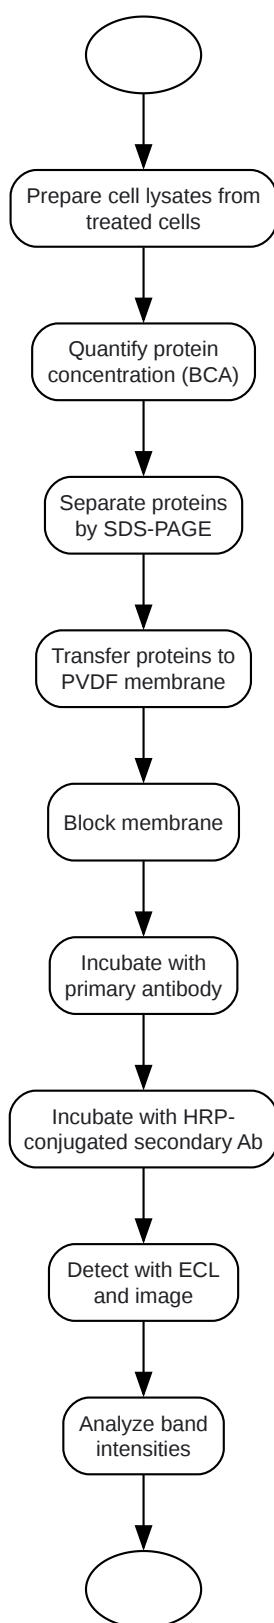 Prepare cell lysates from
treated cells
Quantify protein
concentration (BCA)
Separate proteins
by SDS-PAGE
Transfer proteins to
PVDF membrane
Block membrane
Incubate with
primary antibody
Incubate with HRP-
conjugated secondary Ab
Detect with ECL
and image
Analyze band
intensities